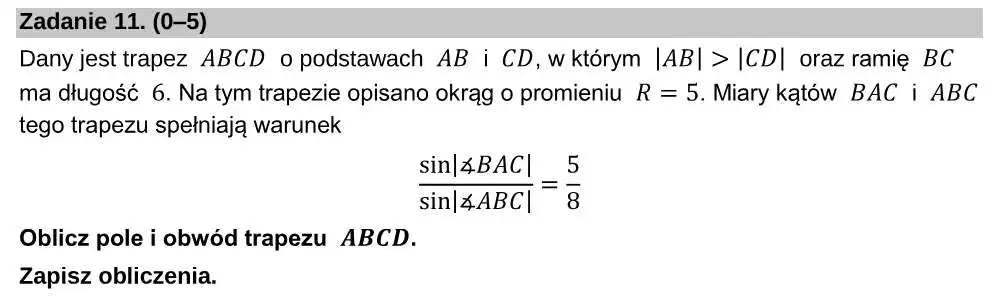 Zadanie 11. (0–5)
Dany jest trapez ABCD o podstawach AB i CD, w którym |AB| > |CD| oraz ramię BC
ma długość 6. Na tym trapezie opisano okrąg o promieniu R = 5. Miary kątów BAC i ABC
tego trapezu spełniają warunek
sin|∡BAC| / sin|∡ABC| = 5/8
Oblicz pole i obwód trapezu ABCD.
Zapisz obliczenia.